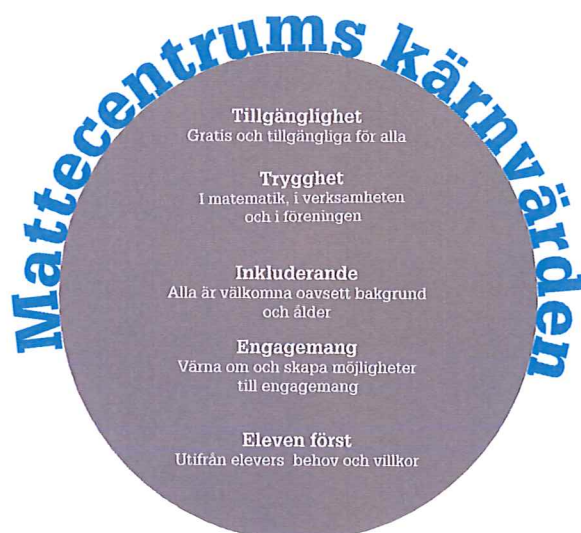 Mattecentrums kärnvärden
Tillgänglighet
Gratis och tillgängliga för alla
Trygghet
I matematik, i verksamheten
och i föreningen
Inkluderande
Alla är välkomna oavsett bakgrund
och ålder
Engagemang
Värna om och skapa möjligheter
till engagemang
Eleven först
Utifrån elevers behov och villkor